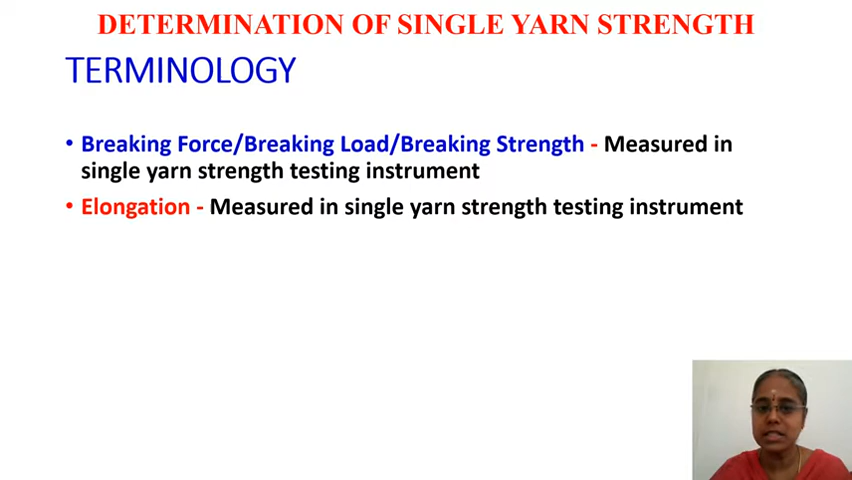 DETERMINATION OF SINGLE YARN STRENGTH
TERMINOLOGY
• Breaking Force/Breaking Load/Breaking Strength - Measured in
single yarn strength testing instrument
• Elongation - Measured in single yarn strength testing instrument